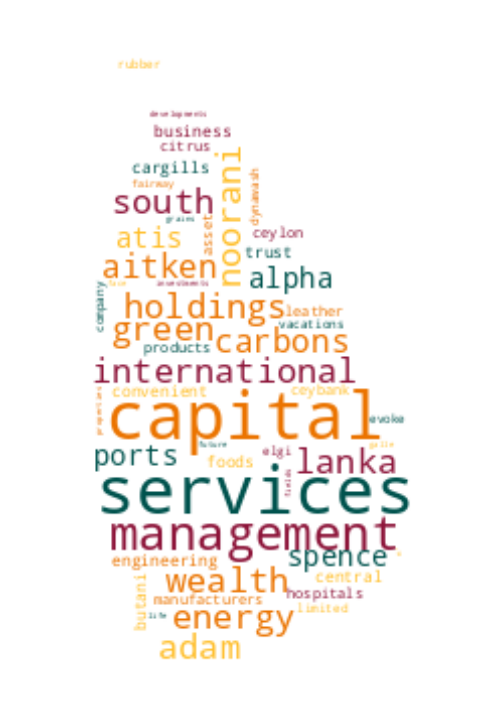 rubber
developments
business
citrus
noorani
cargills
dynawash
fairway
south
grains
asset
ceylon
atis
trust
aitken
alpha
company
investments
holdings
leather
green
vacations
carbons
products
international
convenient
ceybank
capital
evoke
future
galle
ports
elgi
foods
lanka
fields
services
management
spence
engineering
wealth
central
butani
hospitals
manufacturers
limited
life
energy
adam